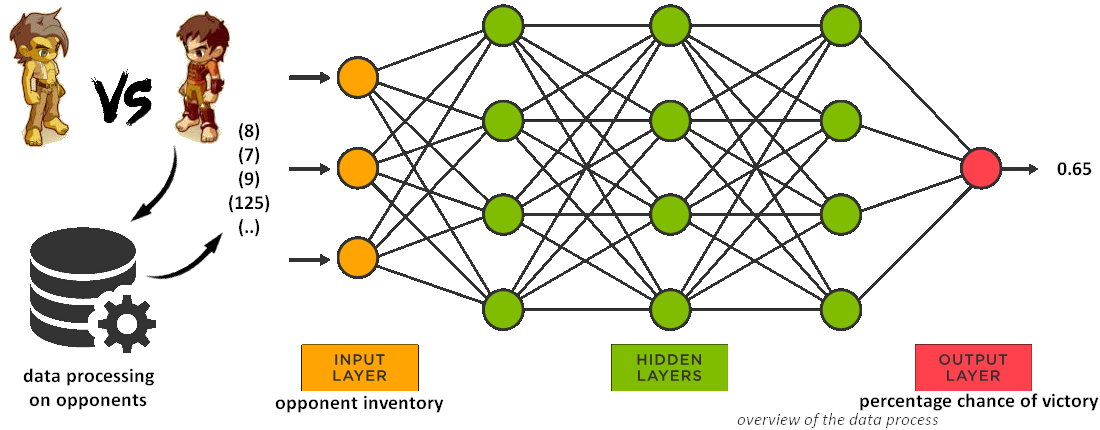 VS
(8)
(7)
(9)
(125)
(..)
data processing
on opponents
INPUT
LAYER
opponent inventory
HIDDEN
LAYERS
OUTPUT
LAYER
percentage chance of victory
0.65
overview of the data process